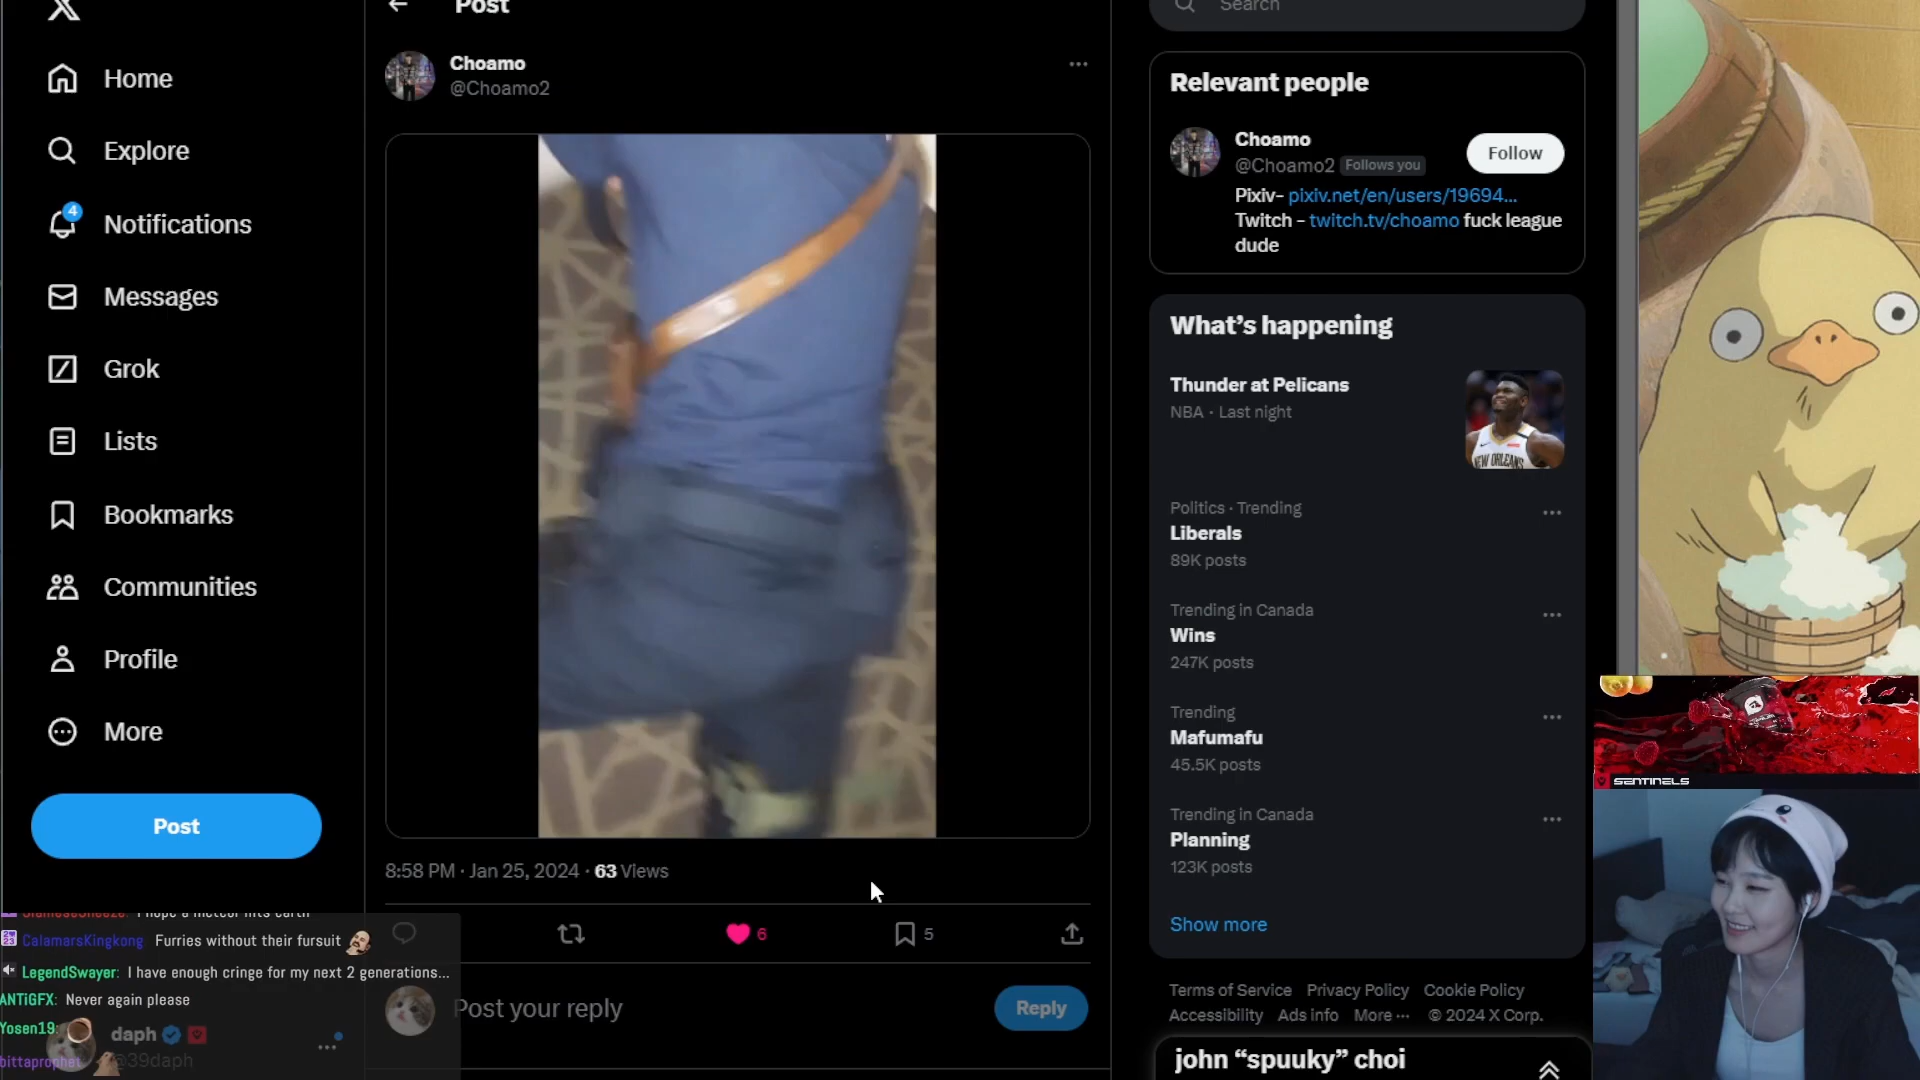 Home
Explore
4
Notifications
Messages
Grok
Lists
Bookmarks
Communities
Profile
More
Post
Post
Choamo
@Choamo2
8:58 PM · Jan 25, 2024 · 63 Views
6
5
Post your reply
Reply
CalamarsKingkong Furries without their fursuit
LegendSwayer: I have enough cringe for my next 2 generations...
ANTiGFX: Never again please
Yosen19:
bittaprophet
daph
@39daph
Search
Relevant people
Choamo
@Choamo2 Follows you
Follow
Pixiv- pixiv.net/en/users/19694...
Twitch - twitch.tv/choamo fuck league
dude
What's happening
Thunder at Pelicans
NBA · Last night
NEW ORLEANS
Politics · Trending
Liberals
89K posts
Trending in Canada
Wins
247K posts
Trending
Mafumafu
45.5K posts
Trending in Canada
Planning
123K posts
Show more
Terms of Service Privacy Policy Cookie Policy
Accessibility Ads info More ··· © 2024 X Corp.
john “spuuky” choi
SENTINELS